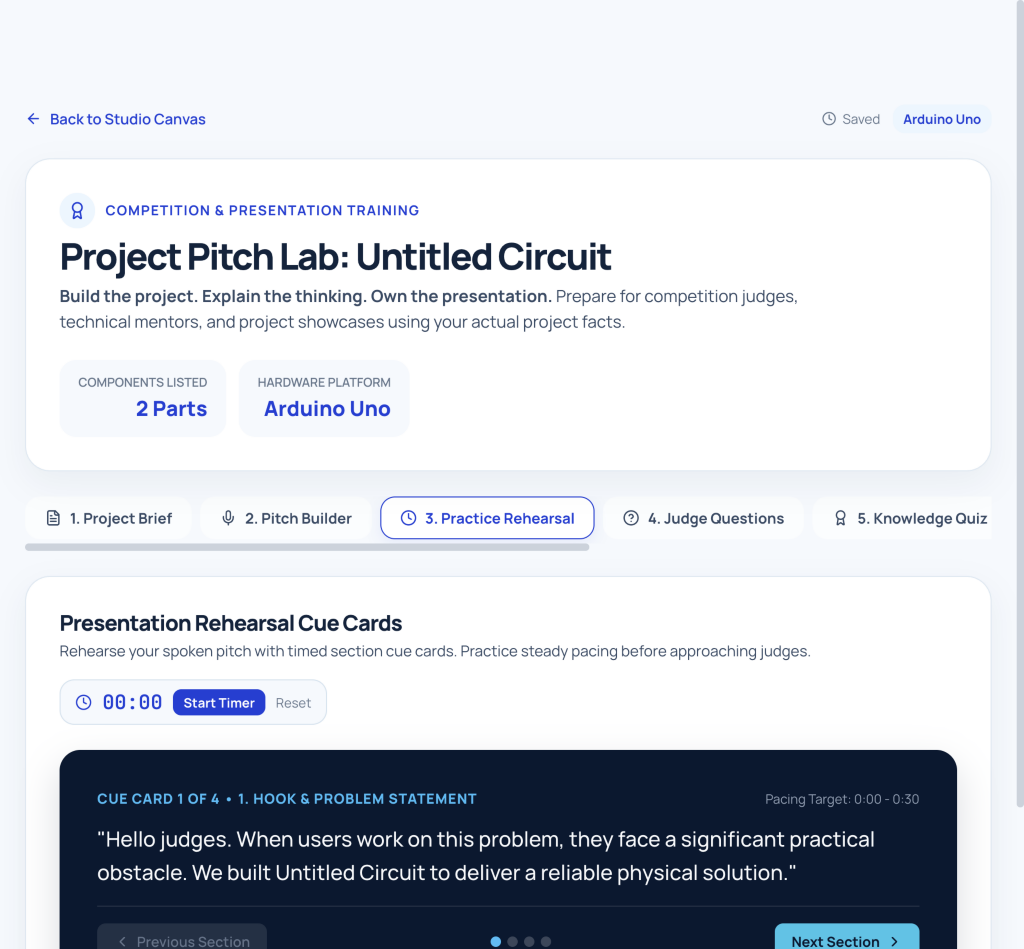 Back to Studio Canvas
Saved
Arduino Uno
COMPETITION & PRESENTATION TRAINING
Project Pitch Lab: Untitled Circuit
Build the project. Explain the thinking. Own the presentation. Prepare for competition judges,
technical mentors, and project showcases using your actual project facts.
COMPONENTS LISTED
2 Parts
HARDWARE PLATFORM
Arduino Uno
1. Project Brief
2. Pitch Builder
3. Practice Rehearsal
4. Judge Questions
5. Knowledge Quiz
Presentation Rehearsal Cue Cards
Rehearse your spoken pitch with timed section cue cards. Practice steady pacing before approaching judges.
00:00
Start Timer
Reset
CUE CARD 1 OF 4 • 1. HOOK & PROBLEM STATEMENT
Pacing Target: 0:00 - 0:30
"Hello judges. When users work on this problem, they face a significant practical
obstacle. We built Untitled Circuit to deliver a reliable physical solution."
Previous Section
Next Section